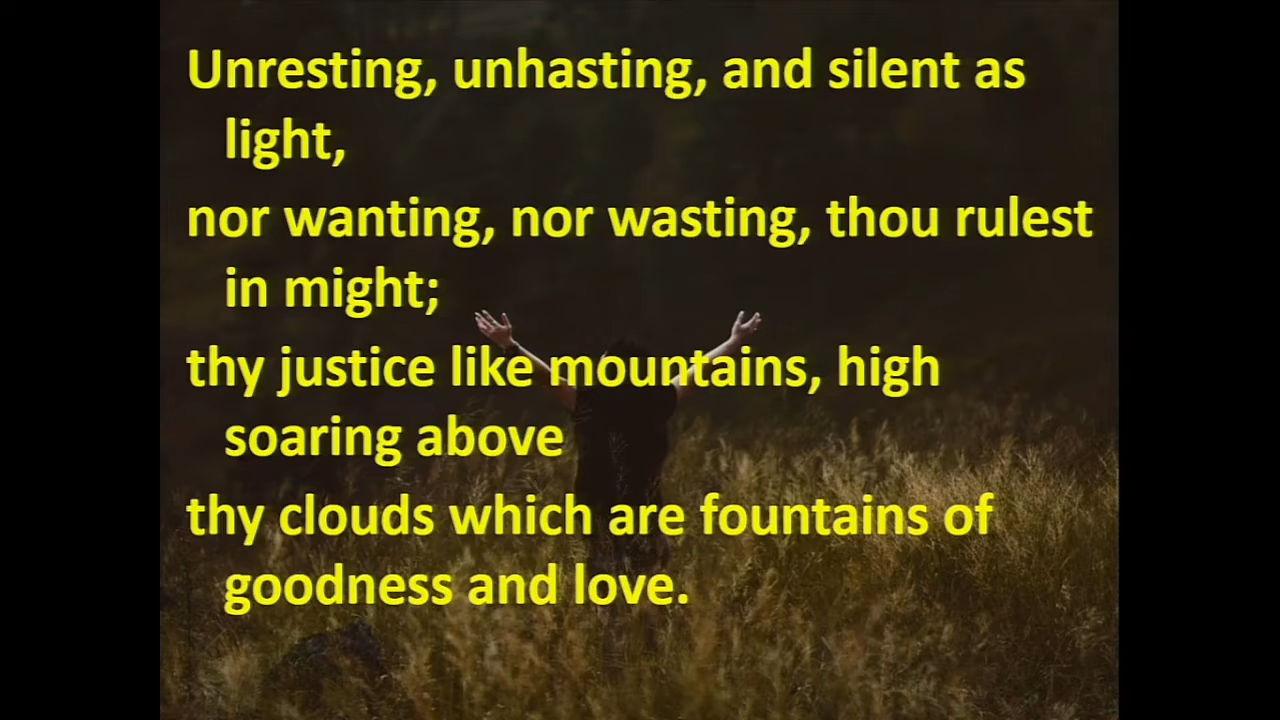 Unresting, unhasting, and silent as
light,
nor wanting, nor wasting, thou rulest
in might;
thy justice like mountains, high
soaring above
thy clouds which are fountains of
goodness and love.